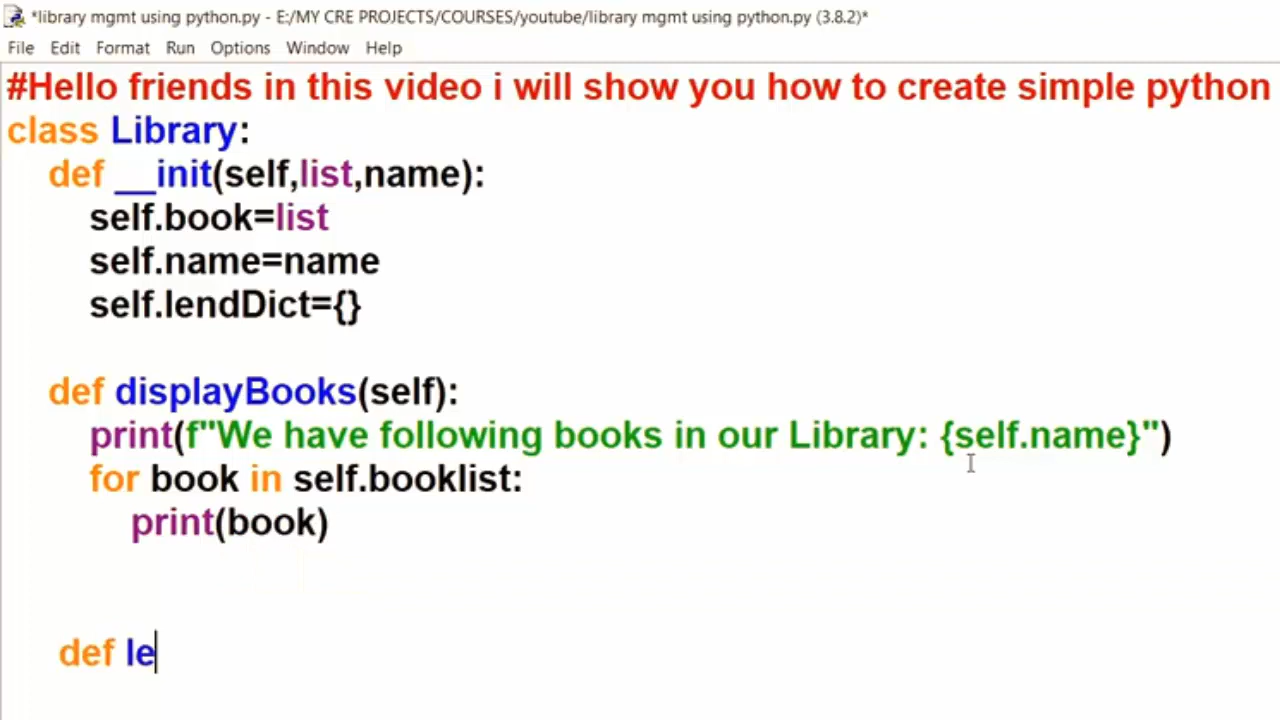 *library mgmt using python.py - E:/MY CRE PROJECTS/COURSES/youtube/library mgmt using python.py (3.8.2)*
File Edit Format Run Options Window Help
#Hello friends in this video i will show you how to create simple python
class Library:
    def __init(self,list,name):
        self.book=list
        self.name=name
        self.lendDict={}
    def displayBooks(self):
        print(f"We have following books in our Library: {self.name}")
        for book in self.booklist:
            print(book)
     def le